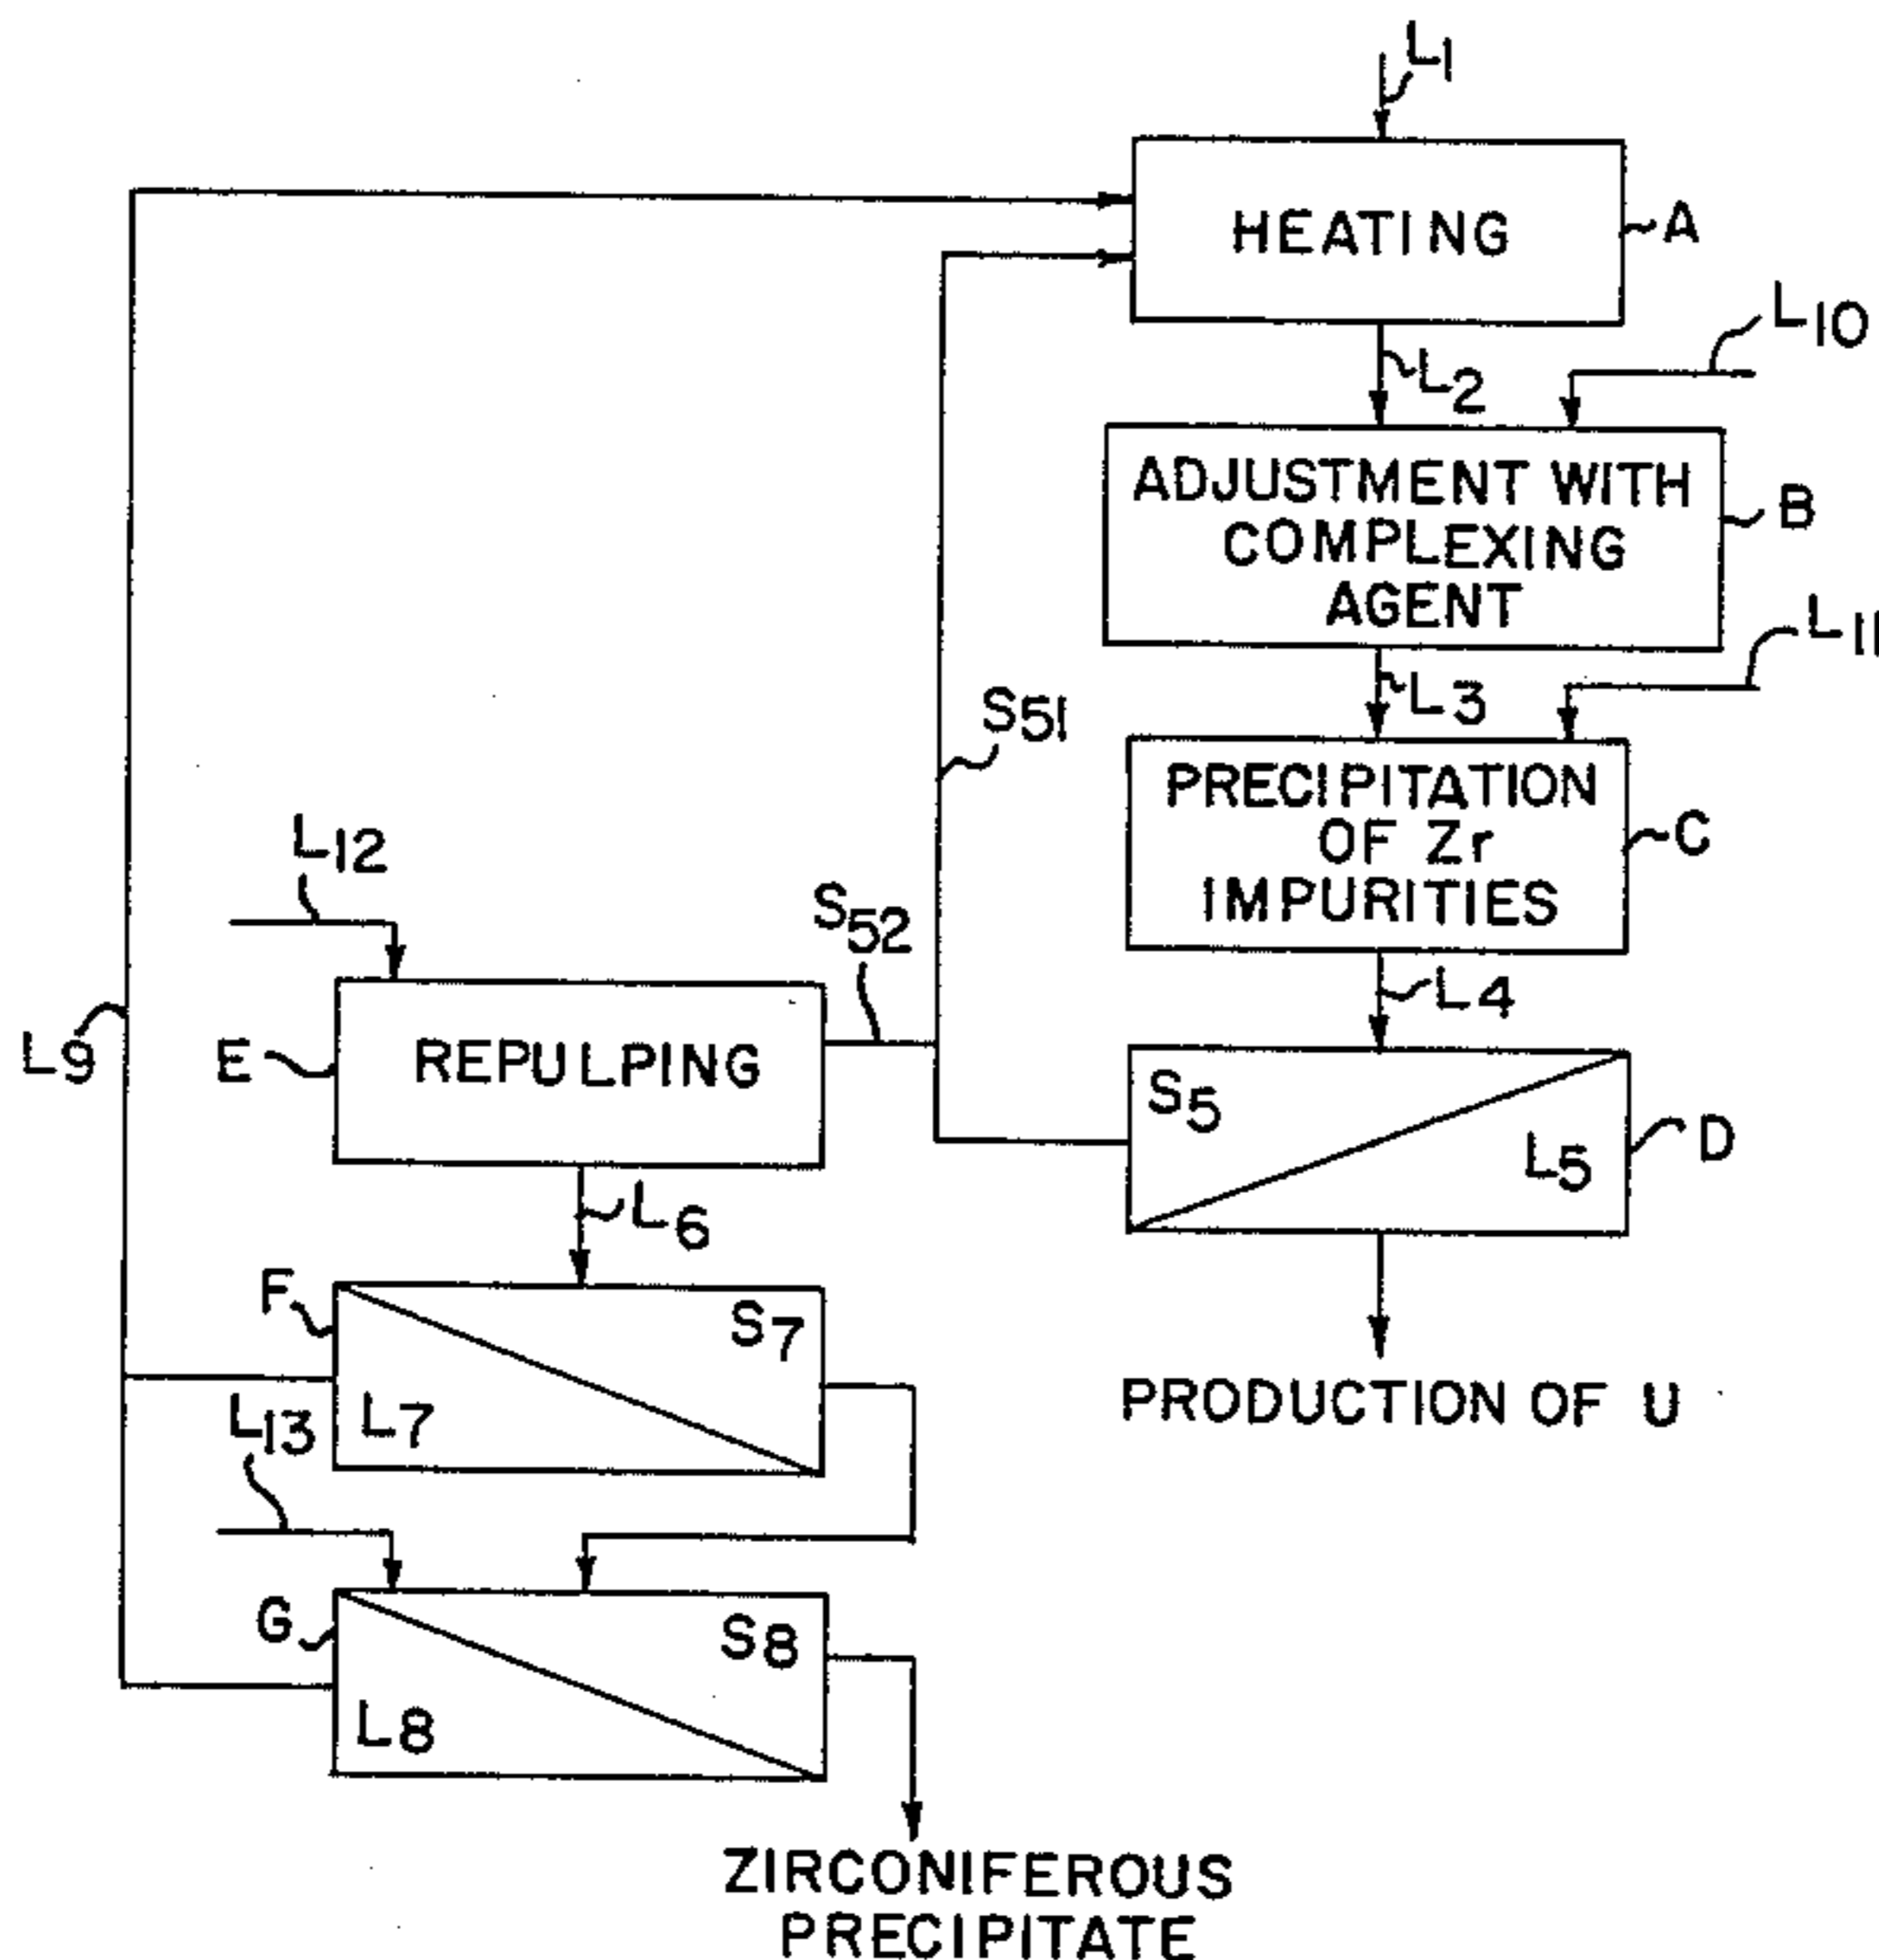 L1
HEATING
A
L10
L2
ADJUSTMENT WITH
COMPLEXING
AGENT
B
L11
L3
S51
PRECIPITATION
OF Zr
IMPURITIES
C
L12
S52
L4
L9
E
REPULPING
S5
L5
D
L6
F
S7
L7
PRODUCTION OF U
L13
G
S8
L8
ZIRCONIFEROUS
PRECIPITATE